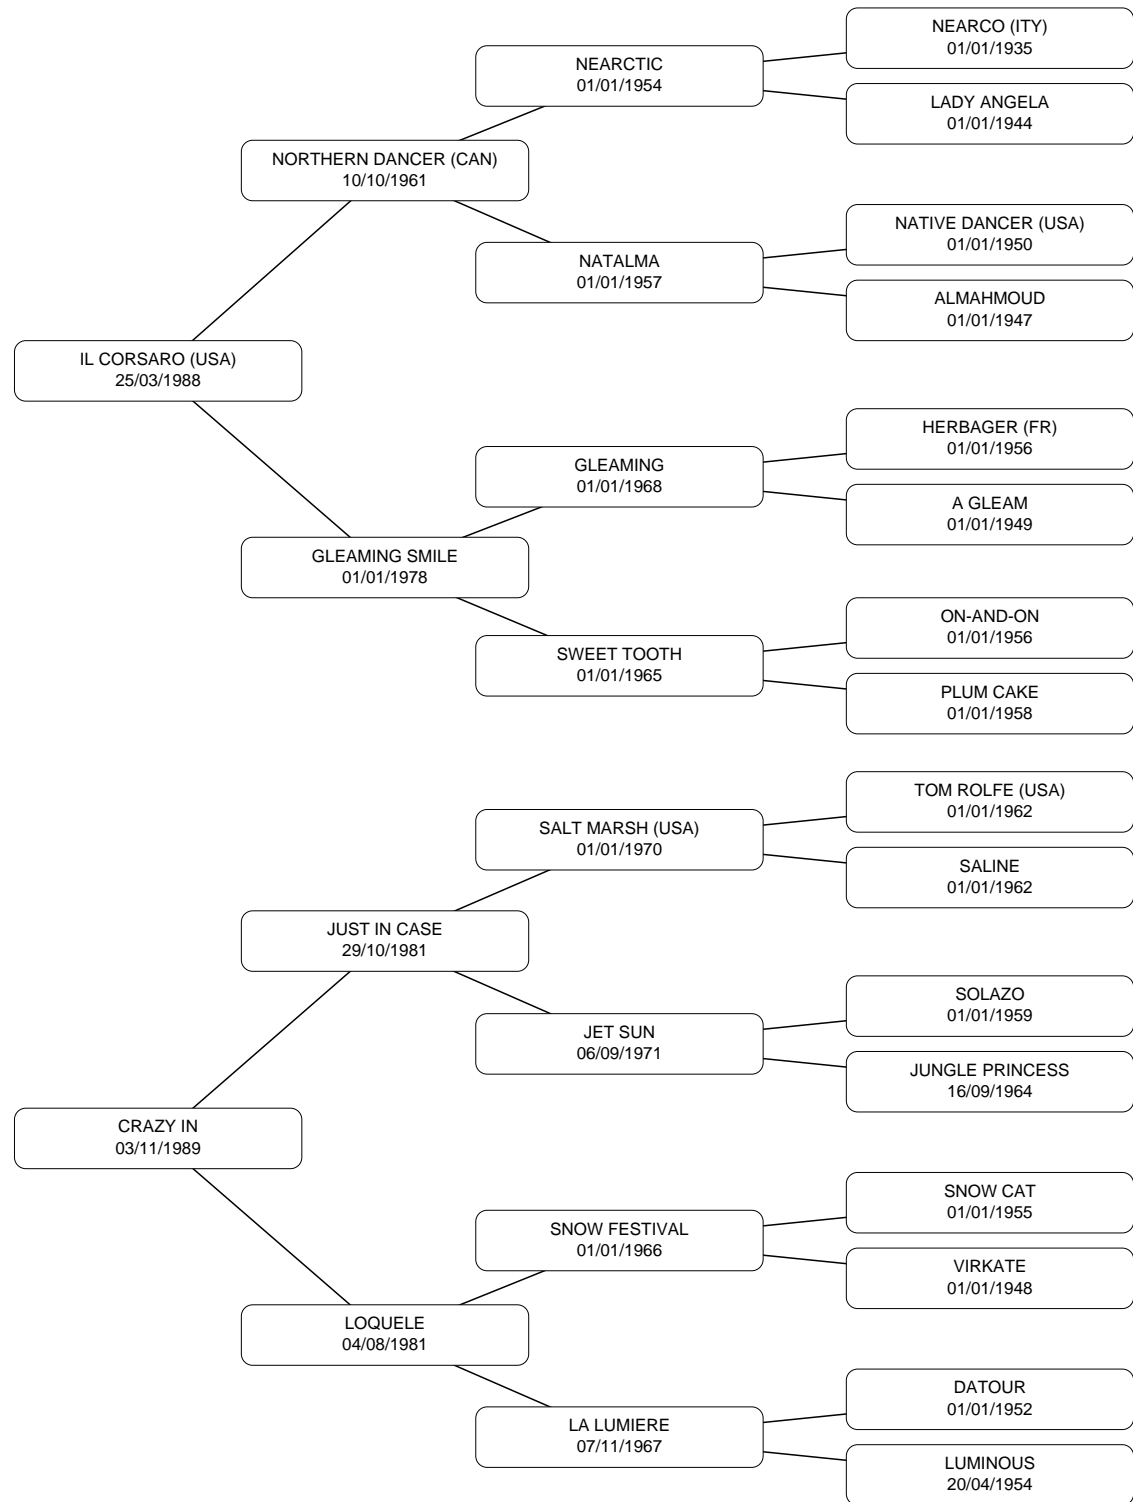 NEARCO (ITY)
01/01/1935
NEARCTIC
01/01/1954
LADY ANGELA
01/01/1944
NORTHERN DANCER (CAN)
10/10/1961
NATIVE DANCER (USA)
01/01/1950
NATALMA
01/01/1957
ALMAHMOUD
01/01/1947
IL CORSARO (USA)
25/03/1988
HERBAGER (FR)
01/01/1956
GLEAMING
01/01/1968
A GLEAM
01/01/1949
GLEAMING SMILE
01/01/1978
ON-AND-ON
01/01/1956
SWEET TOOTH
01/01/1965
PLUM CAKE
01/01/1958
TOM ROLFE (USA)
01/01/1962
SALT MARSH (USA)
01/01/1970
SALINE
01/01/1962
JUST IN CASE
29/10/1981
SOLAZO
01/01/1959
JET SUN
06/09/1971
JUNGLE PRINCESS
16/09/1964
CRAZY IN
03/11/1989
SNOW CAT
01/01/1955
SNOW FESTIVAL
01/01/1966
VIRKATE
01/01/1948
LOQUELE
04/08/1981
DATOUR
01/01/1952
LA LUMIERE
07/11/1967
LUMINOUS
20/04/1954